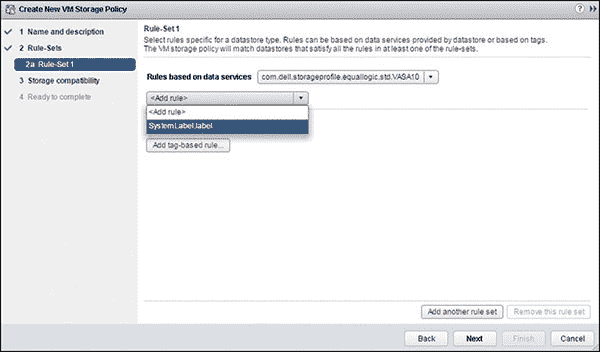 Create New VM Storage Policy
1 Name and description
2 Rule-Sets
2a Rule-Set 1
3 Storage compatibility
4 Ready to complete
Rule-Set 1
Select rules specific for a datastore type. Rules can be based on data services provided by datastore or based on tags.
The VM storage policy will match datastores that satisfy all the rules in at least one of the rule-sets.
Rules based on data services com.dell.storageprofile.equallogic.std.VASA10
<Add rule>
<Add rule>
SystemLabel.label
Add tag-based rule...
Add another rule set Remove this rule set
Back Next Finish Cancel